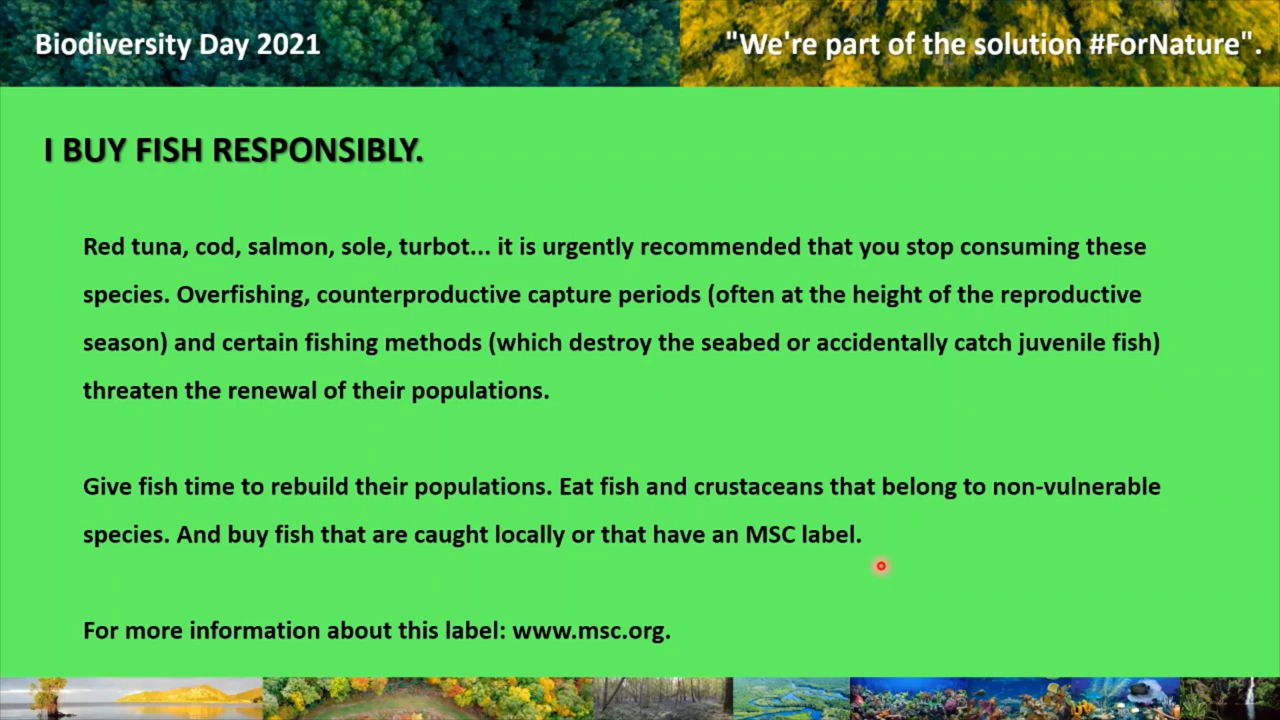 Biodiversity Day 2021
"We're part of the solution #ForNature".
I BUY FISH RESPONSIBLY.
Red tuna, cod, salmon, sole, turbot... it is urgently recommended that you stop consuming these
species. Overfishing, counterproductive capture periods (often at the height of the reproductive
season) and certain fishing methods (which destroy the seabed or accidentally catch juvenile fish)
threaten the renewal of their populations.
Give fish time to rebuild their populations. Eat fish and crustaceans that belong to non-vulnerable
species. And buy fish that are caught locally or that have an MSC label.
For more information about this label: www.msc.org.